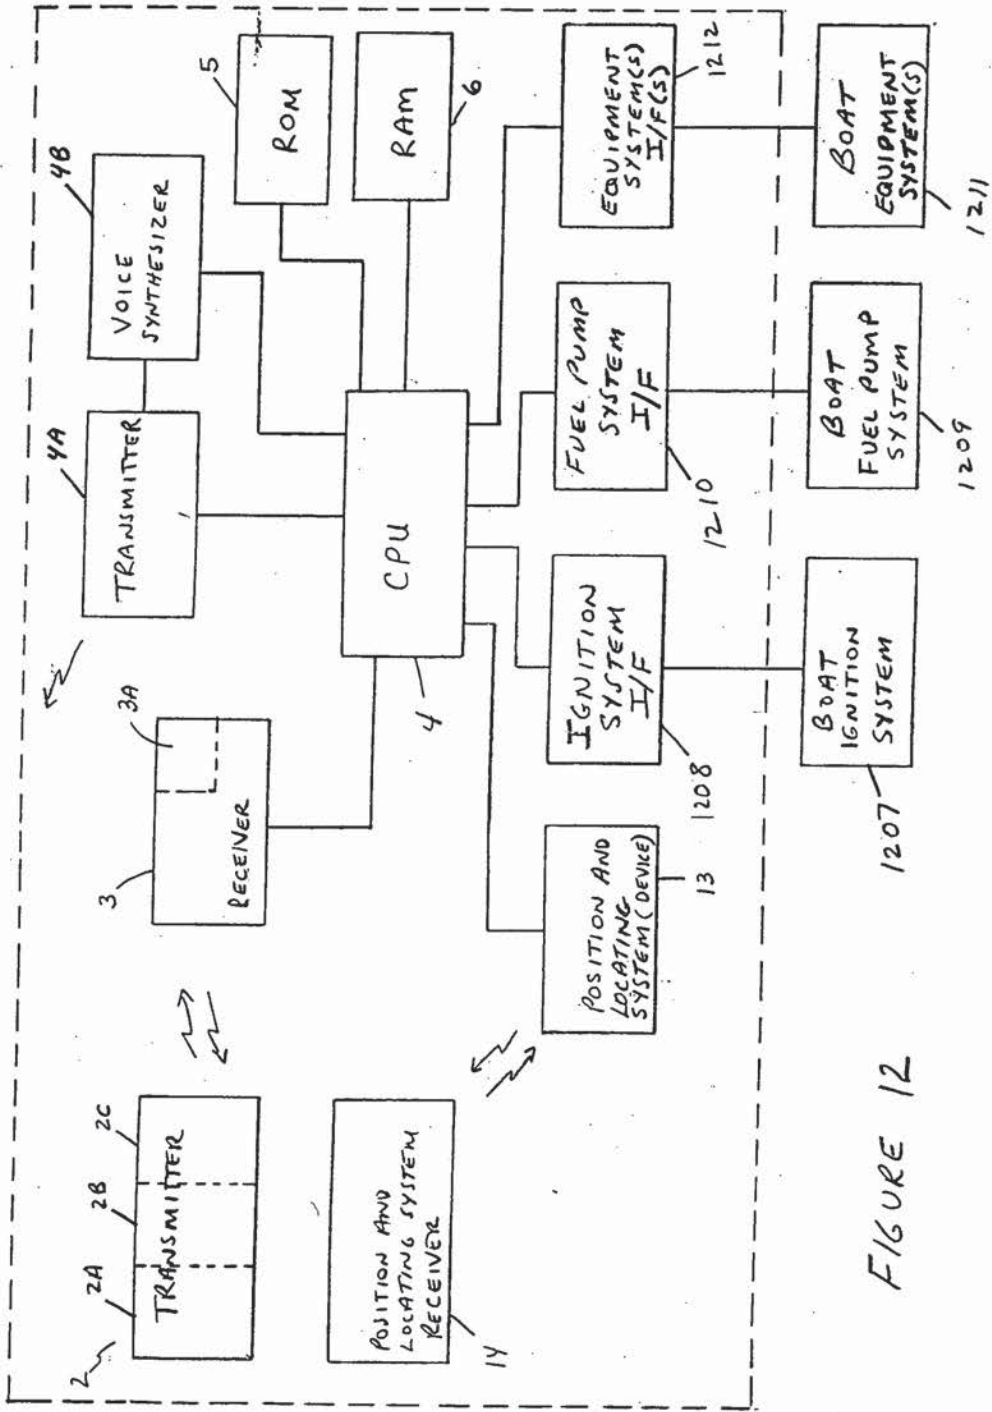 2
2A
2B
2C
TRANSMITTER
3
3A
RECEIVER
4A
TRANSMITTER
4B
VOICE
SYNTHESIZER
5
ROM
RAM
6
CPU
4
POSITION AND
LOCATING SYSTEM
RECEIVER
14
POSITION AND
LOCATING
SYSTEM (DEVICE)
13
IGNITION
SYSTEM
I/F
1208
FUEL PUMP
SYSTEM
I/F
1210
EQUIPMENT
SYSTEM(S)
I/F(S)
1212
BOAT
IGNITION
SYSTEM
1207
BOAT
FUEL PUMP
SYSTEM
1209
BOAT
EQUIPMENT
SYSTEM(S)
1211
FIGURE 12